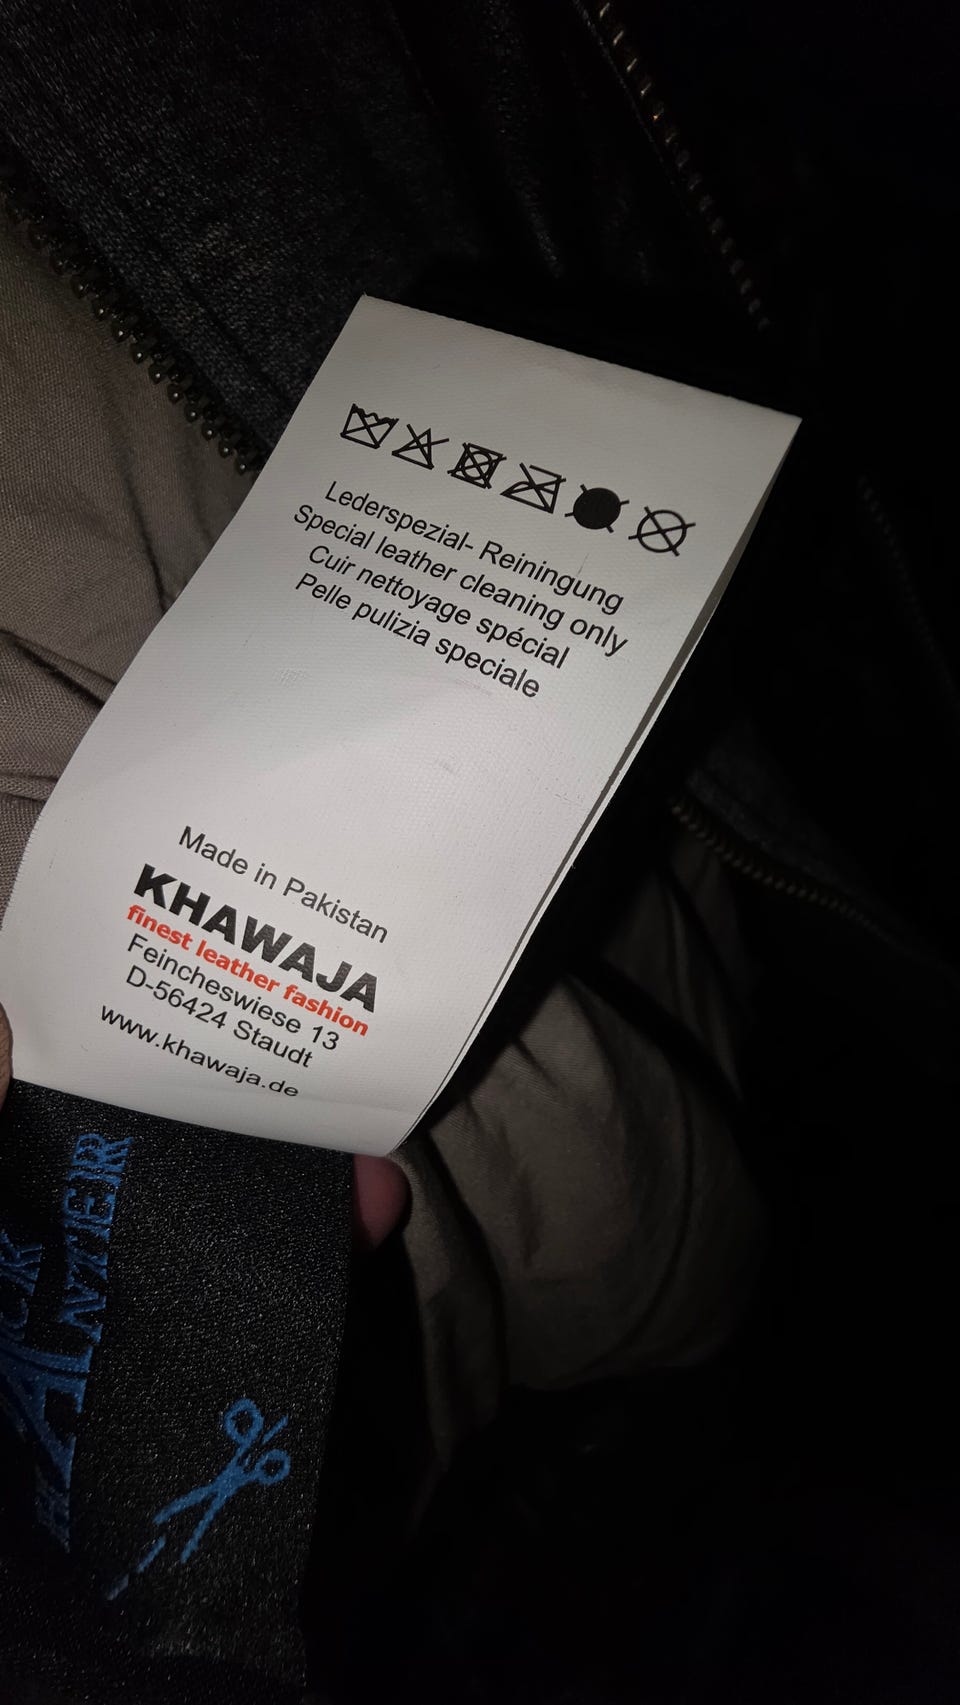 Lederspezial- Reiningung
Special leather cleaning only
Cuir nettoyage spécial
Pelle pulizia speciale
Made in Pakistan
KHAWAJA
finest leather fashion
Feincheswiese 13
D-56424 Staudt
www.khawaja.de